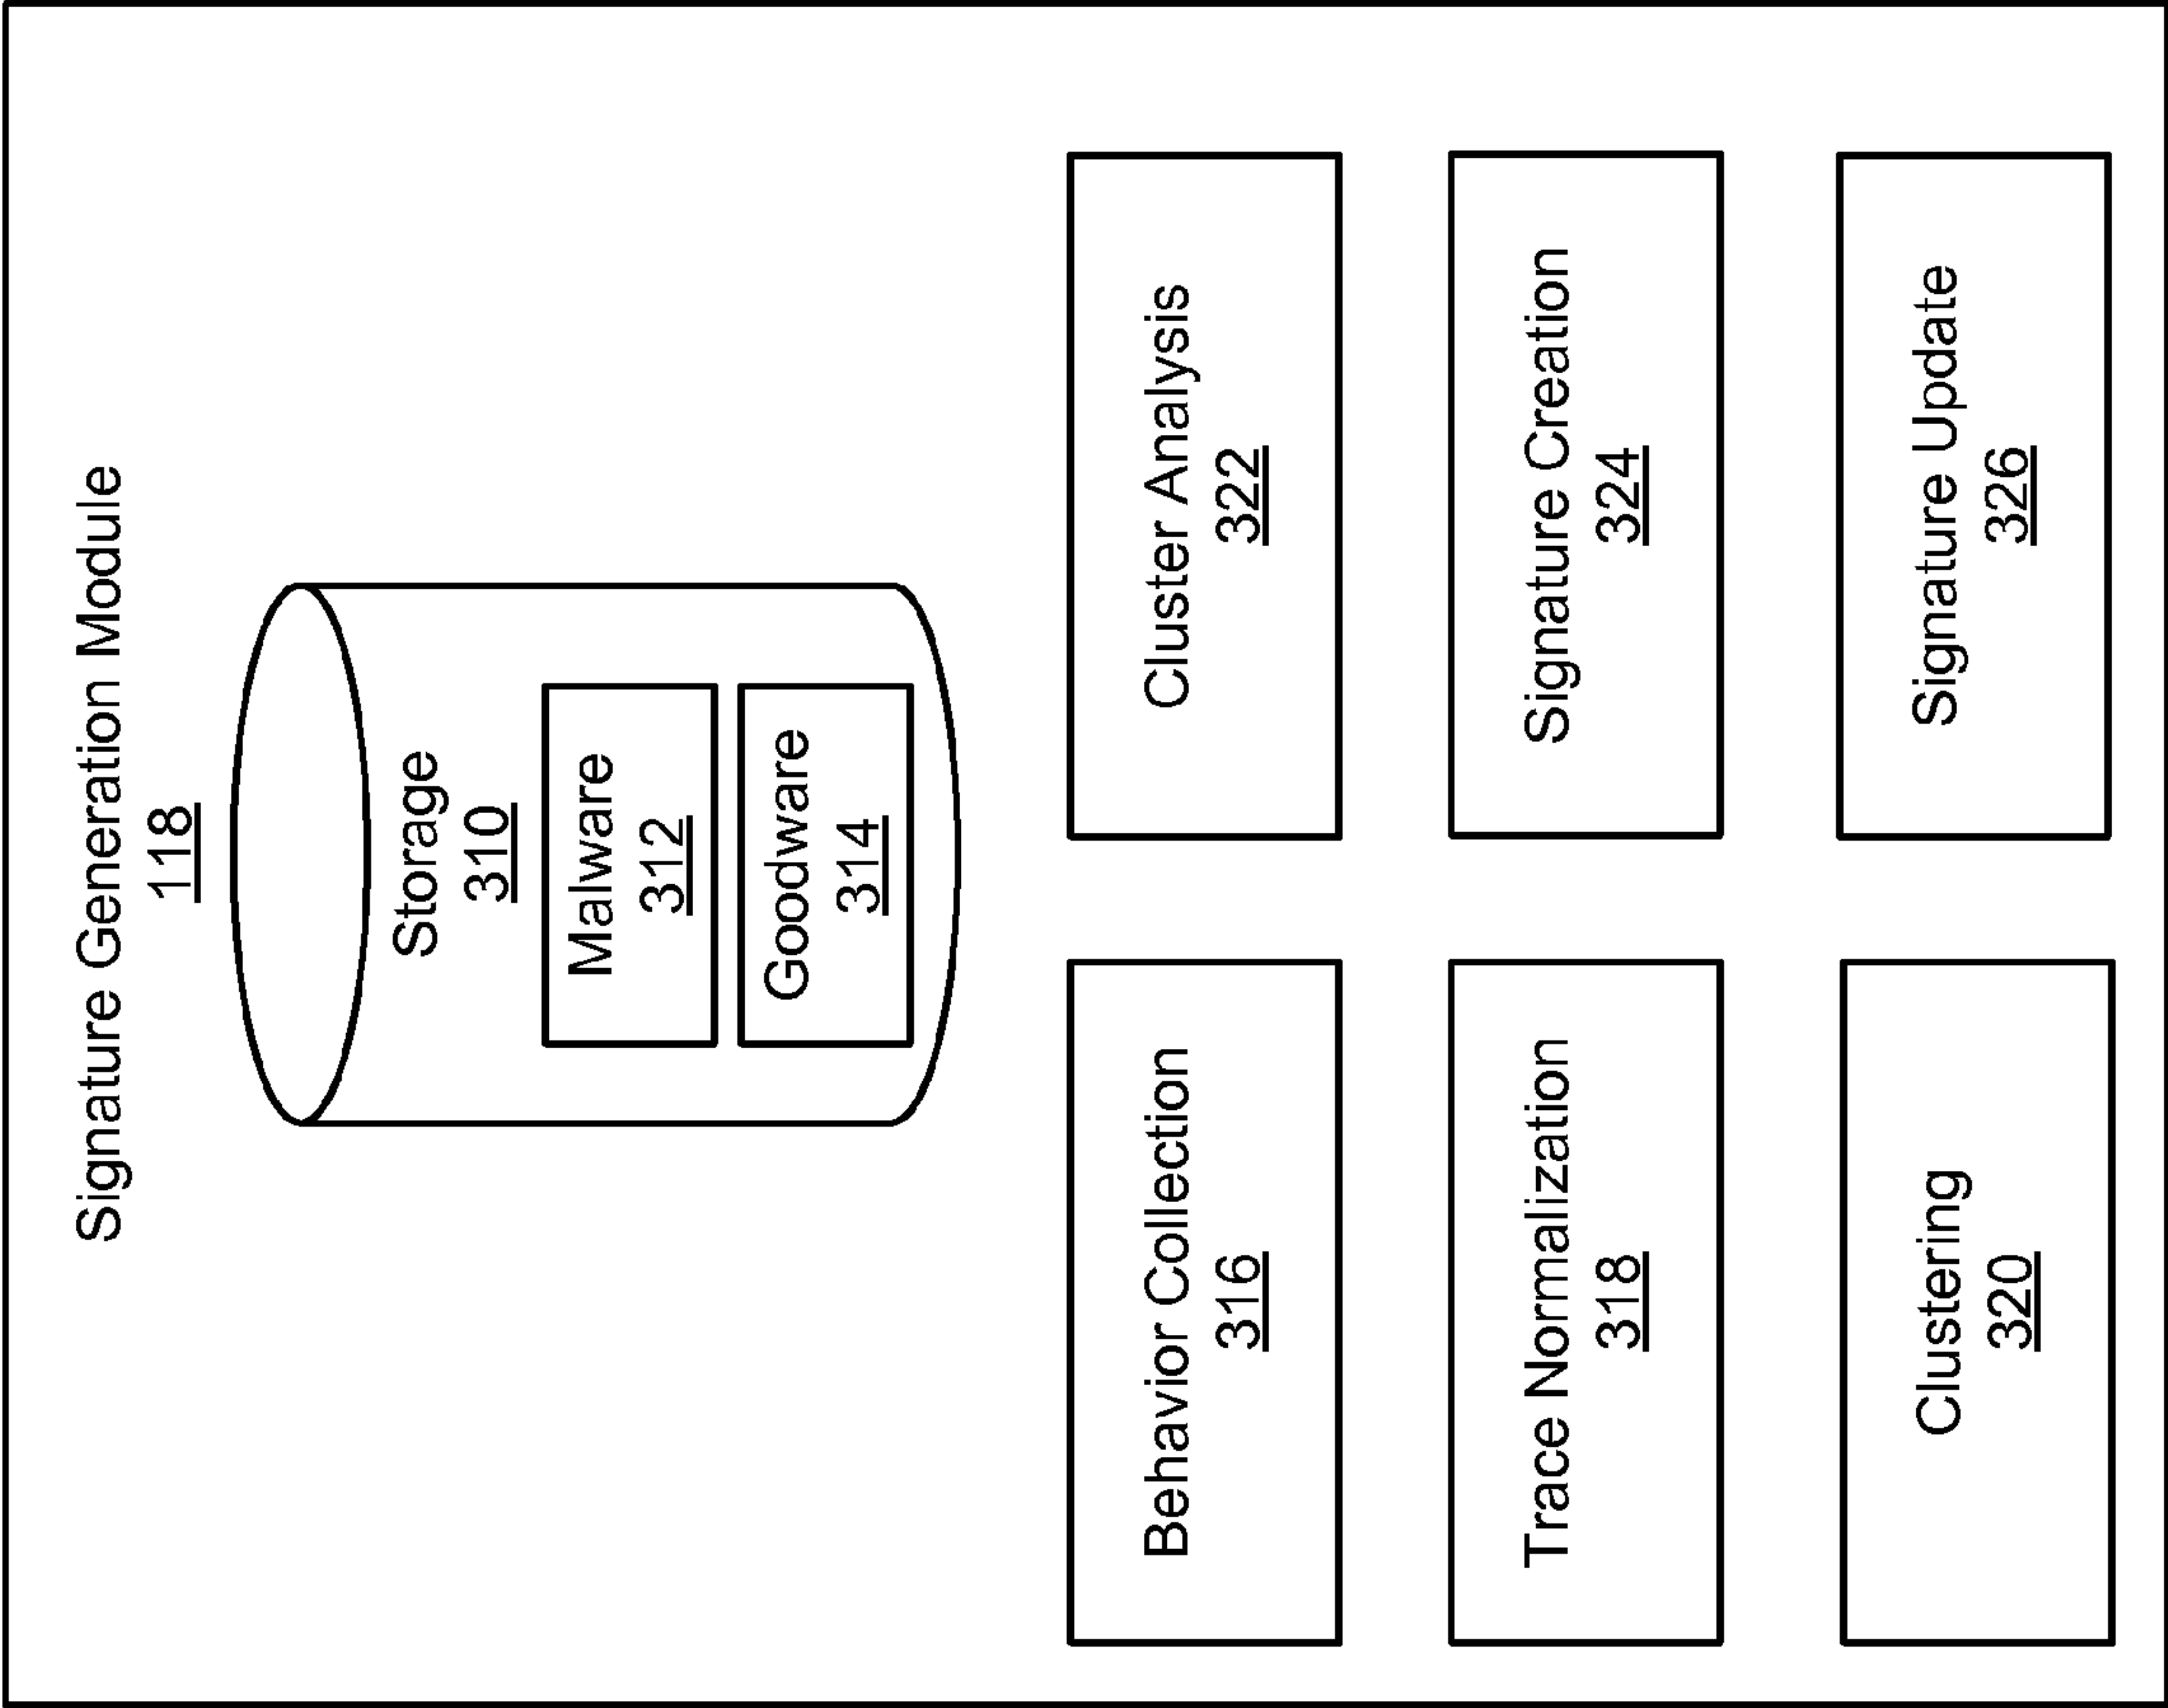 Signature Generation Module
118
Storage
310
Malware
312
Goodware
314
Behavior Collection
316
Trace Normalization
318
Clustering
320
Cluster Analysis
322
Signature Creation
324
Signature Update
326